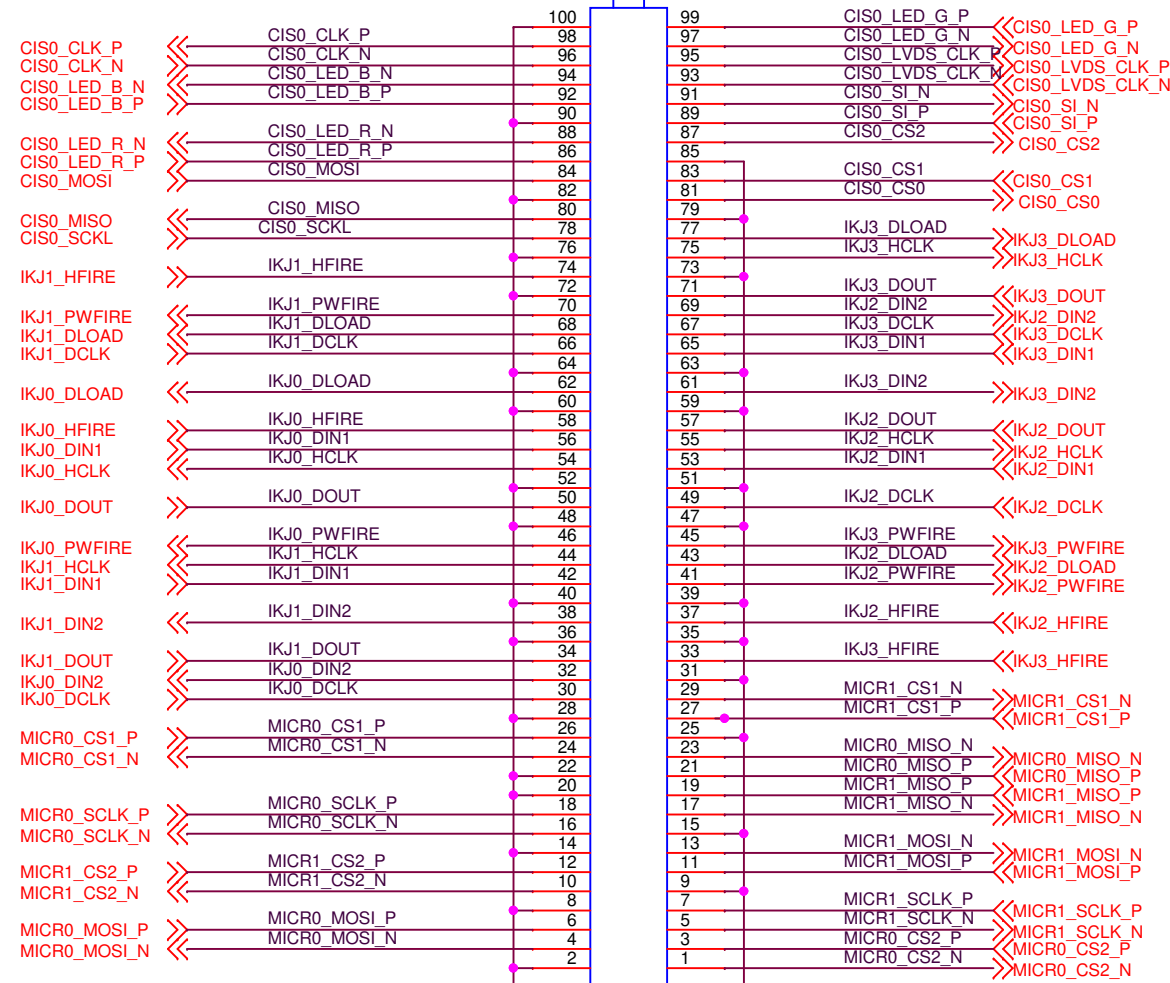 100 99 CIS0_LED_G_P CIS0_LED_G_P
CIS0_CLK_P CIS0_CLK_P 98 97 CIS0_LED_G_N CIS0_LED_G_N
CIS0_CLK_N CIS0_CLK_N 96 95 CIS0_LVDS_CLK_P CIS0_LVDS_CLK_P
CIS0_LED_B_N CIS0_LED_B_N 94 93 CIS0_LVDS_CLK_N CIS0_LVDS_CLK_N
CIS0_LED_B_P CIS0_LED_B_P 92 91 CIS0_SI_N CIS0_SI_N
90 89 CIS0_SI_P CIS0_SI_P
CIS0_LED_R_N CIS0_LED_R_N 88 87 CIS0_CS2 CIS0_CS2
CIS0_LED_R_P CIS0_LED_R_P 86 85
CIS0_MOSI CIS0_MOSI 84 83 CIS0_CS1 CIS0_CS1
82 81 CIS0_CS0 CIS0_CS0
CIS0_MISO CIS0_MISO 80 79
CIS0_SCKL CIS0_SCKL 78 77 IKJ3_DLOAD IKJ3_DLOAD
76 75 IKJ3_HCLK IKJ3_HCLK
IKJ1_HFIRE IKJ1_HFIRE 74 73
72 71 IKJ3_DOUT IKJ3_DOUT
IKJ1_PWFIRE IKJ1_PWFIRE 70 69 IKJ2_DIN2 IKJ2_DIN2
IKJ1_DLOAD IKJ1_DLOAD 68 67 IKJ3_DCLK IKJ3_DCLK
IKJ1_DCLK IKJ1_DCLK 66 65 IKJ3_DIN1 IKJ3_DIN1
64 63
IKJ0_DLOAD IKJ0_DLOAD 62 61 IKJ3_DIN2 IKJ3_DIN2
60 59
IKJ0_HFIRE IKJ0_HFIRE 58 57 IKJ2_DOUT IKJ2_DOUT
IKJ0_DIN1 IKJ0_DIN1 56 55 IKJ2_HCLK IKJ2_HCLK
IKJ0_HCLK IKJ0_HCLK 54 53 IKJ2_DIN1 IKJ2_DIN1
52 51
IKJ0_DOUT IKJ0_DOUT 50 49 IKJ2_DCLK IKJ2_DCLK
48 47
IKJ0_PWFIRE IKJ0_PWFIRE 46 45 IKJ3_PWFIRE IKJ3_PWFIRE
IKJ1_HCLK IKJ1_HCLK 44 43 IKJ2_DLOAD IKJ2_DLOAD
IKJ1_DIN1 IKJ1_DIN1 42 41 IKJ2_PWFIRE IKJ2_PWFIRE
40 39
IKJ1_DIN2 IKJ1_DIN2 38 37 IKJ2_HFIRE IKJ2_HFIRE
36 35
IKJ1_DOUT IKJ1_DOUT 34 33 IKJ3_HFIRE IKJ3_HFIRE
IKJ0_DIN2 IKJ0_DIN2 32 31
IKJ0_DCLK IKJ0_DCLK 30 29 MICR1_CS1_N MICR1_CS1_N
28 27 MICR1_CS1_P MICR1_CS1_P
MICR0_CS1_P MICR0_CS1_P 26 25
MICR0_CS1_N MICR0_CS1_N 24 23 MICR0_MISO_N MICR0_MISO_N
22 21 MICR0_MISO_P MICR0_MISO_P
20 19 MICR1_MISO_P MICR1_MISO_P
MICR0_SCLK_P MICR0_SCLK_P 18 17 MICR1_MISO_N MICR1_MISO_N
MICR0_SCLK_N MICR0_SCLK_N 16 15
14 13 MICR1_MOSI_N MICR1_MOSI_N
MICR1_CS2_P MICR1_CS2_P 12 11 MICR1_MOSI_P MICR1_MOSI_P
MICR1_CS2_N MICR1_CS2_N 10 9
8 7 MICR1_SCLK_P MICR1_SCLK_P
MICR0_MOSI_P MICR0_MOSI_P 6 5 MICR1_SCLK_N MICR1_SCLK_N
MICR0_MOSI_N MICR0_MOSI_N 4 3 MICR0_CS2_P MICR0_CS2_P
2 1 MICR0_CS2_N MICR0_CS2_N